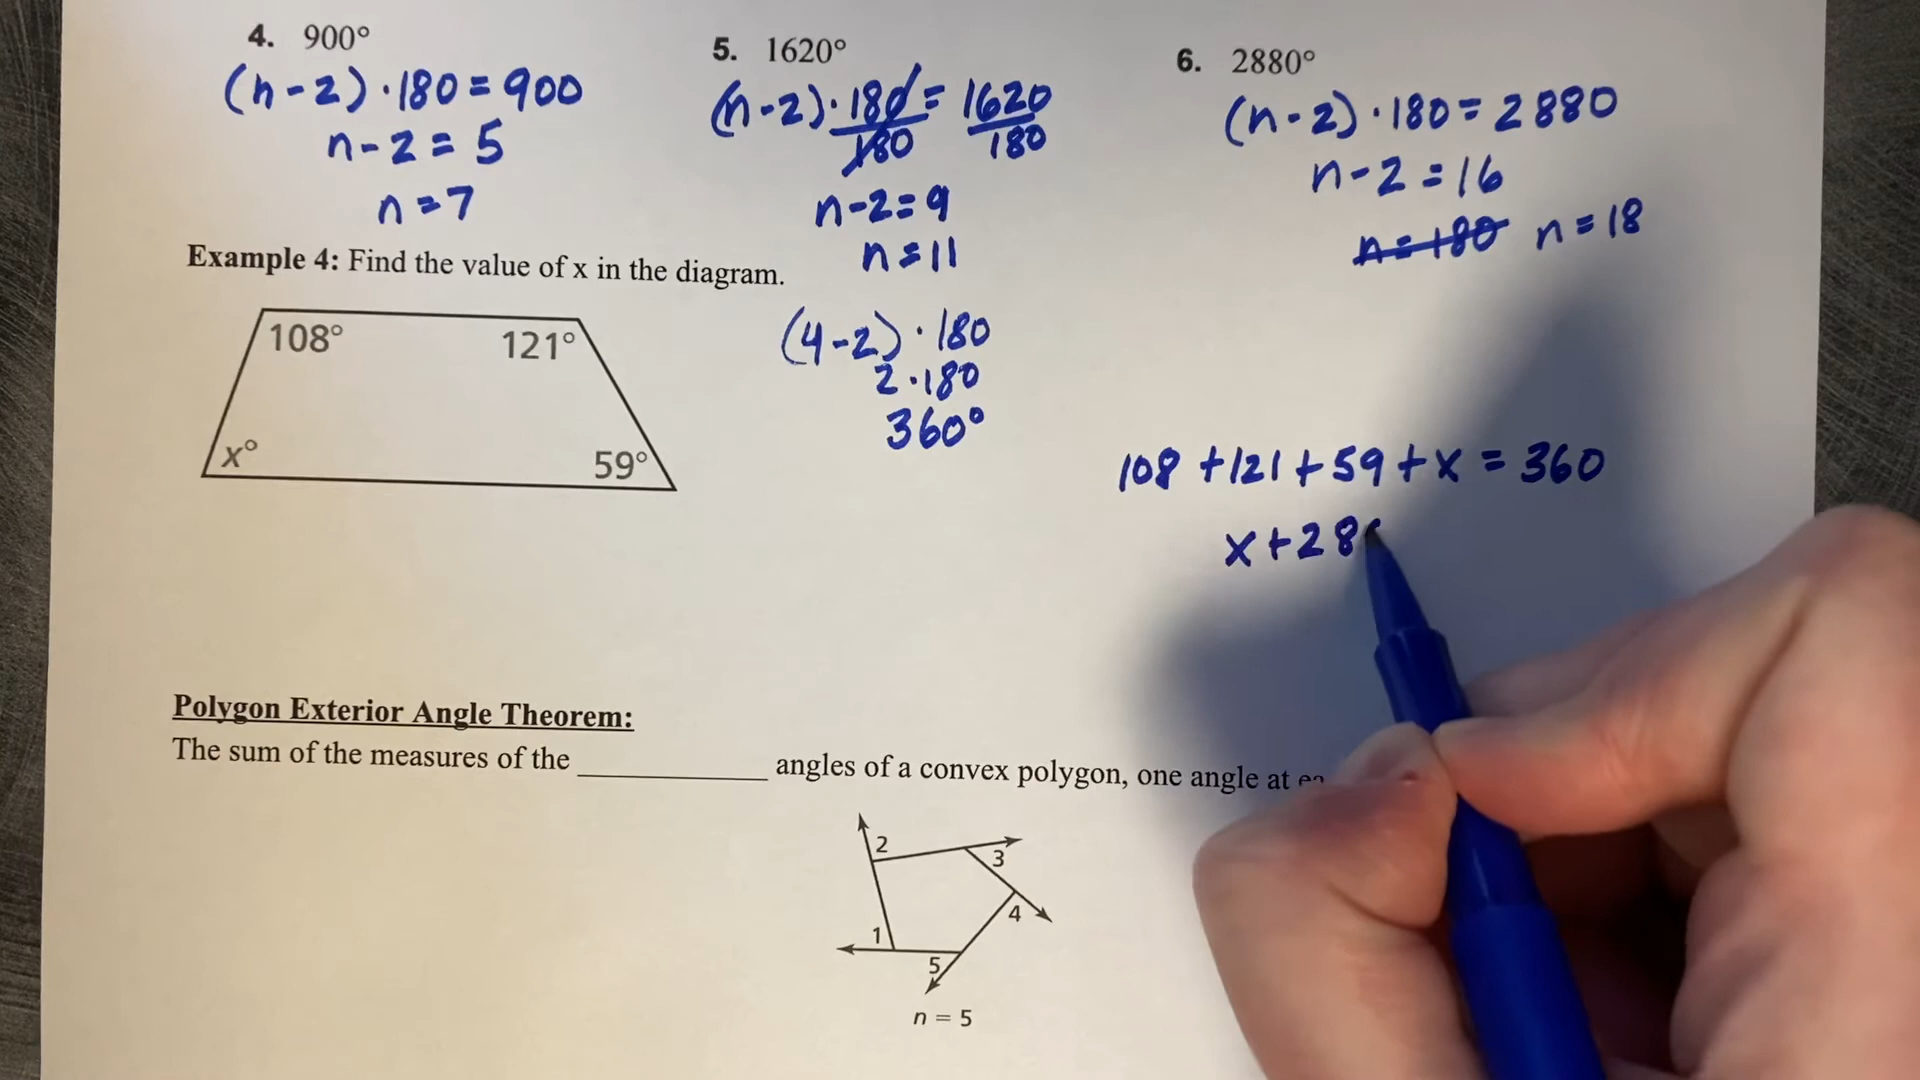 4. 900°
(n-2)·180=900
n-2=5
n=7
5. 1620°
(n-2)·180/180=1620/180
n-2=9
n=11
6. 2880°
(n-2)·180=2880
n-2=16
n=180 n=18
Example 4: Find the value of x in the diagram.
108° 121°
x° 59°
(4-2)·180
2·180
360°
108+121+59+x=360
x+28
Polygon Exterior Angle Theorem:
The sum of the measures of the ____________ angles of a convex polygon, one angle at
2
3
4
1
5
n = 5